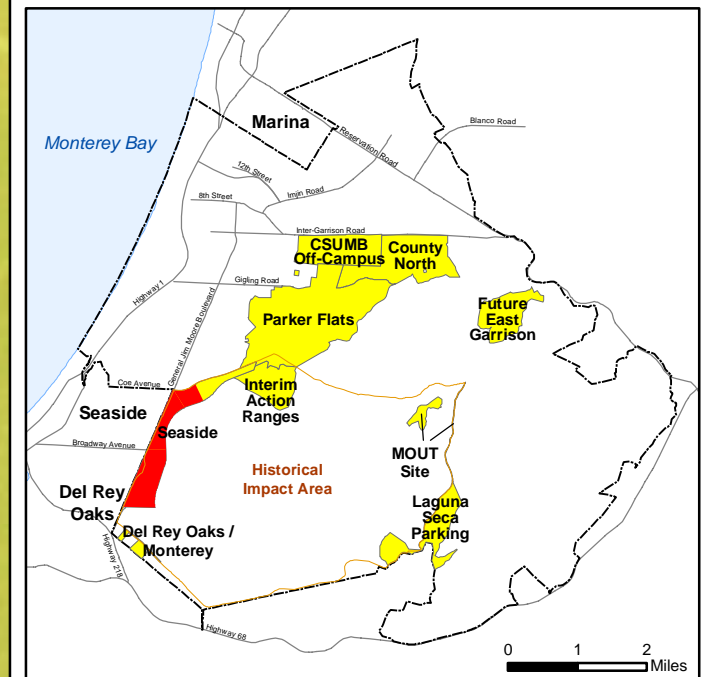 Marina
Monterey Bay
Reservation Road
Blanco Road
12th Street
Imjin Road
8th Street
Inter-Garrison Road
CSUMB
Off-Campus
County
North
Gigling Road
Highway 1
General Jim Moore Boulevard
Parker Flats
Future
East
Garrison
Coe Avenue
Interim
Action
Ranges
Seaside
Seaside
Broadway Avenue
MOUT
Site
Historical
Impact Area
Del Rey
Oaks
Laguna
Seca
Parking
Del Rey Oaks /
Monterey
Highway 218
Highway 68
0 1 2
Miles